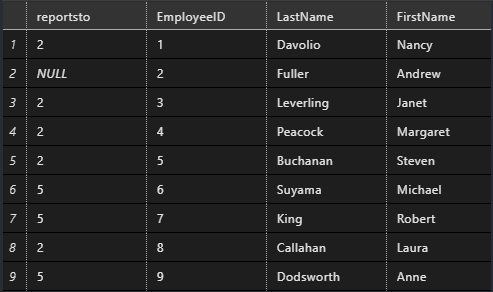 reportsto EmployeeID LastName FirstName
1 2 1 Davolio Nancy
2 NULL 2 Fuller Andrew
3 2 3 Leverling Janet
4 2 4 Peacock Margaret
5 2 5 Buchanan Steven
6 5 6 Suyama Michael
7 5 7 King Robert
8 2 8 Callahan Laura
9 5 9 Dodsworth Anne